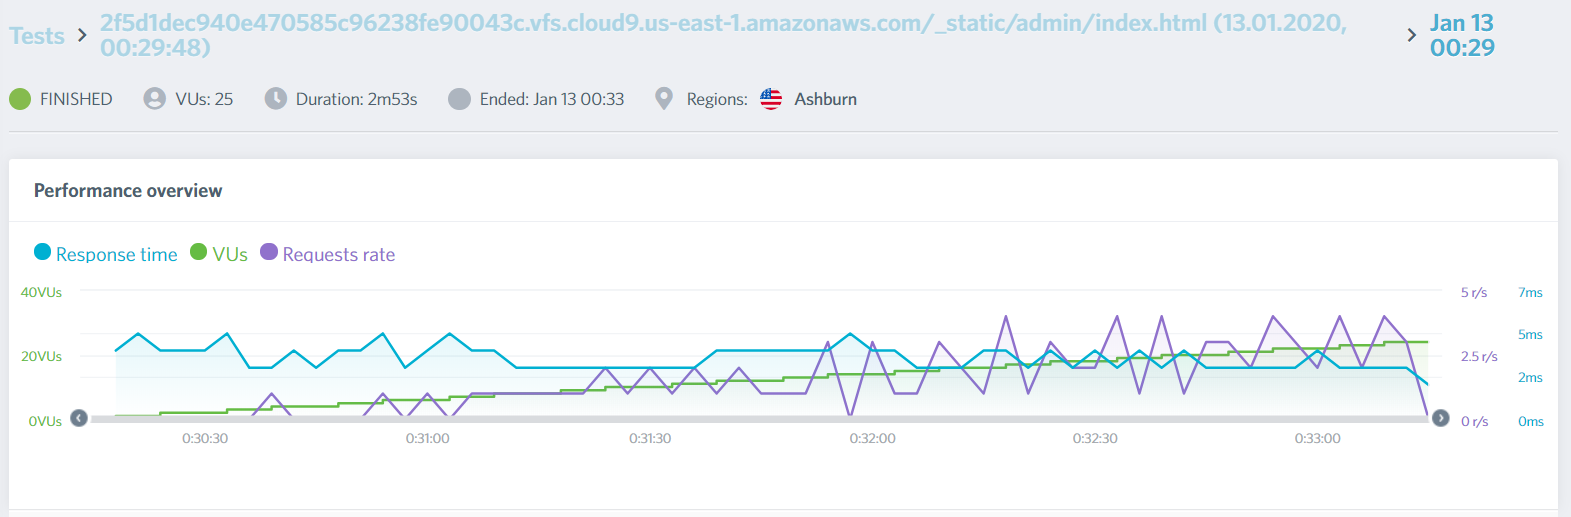 Tests > 2f5d1dec940e470585c96238fe90043c.vfs.cloud9.us-east-1.amazonaws.com/_static/admin/index.html (13.01.2020, 00:29:48) > Jan 13 00:29
FINISHED VUs: 25 Duration: 2m53s Ended: Jan 13 00:33 Regions: Ashburn
Performance overview
Response time VUs Requests rate
40VUs 5 r/s 7ms
5ms
20VUs 2.5 r/s
2ms
0VUs 0 r/s 0ms
0:30:30 0:31:00 0:31:30 0:32:00 0:32:30 0:33:00